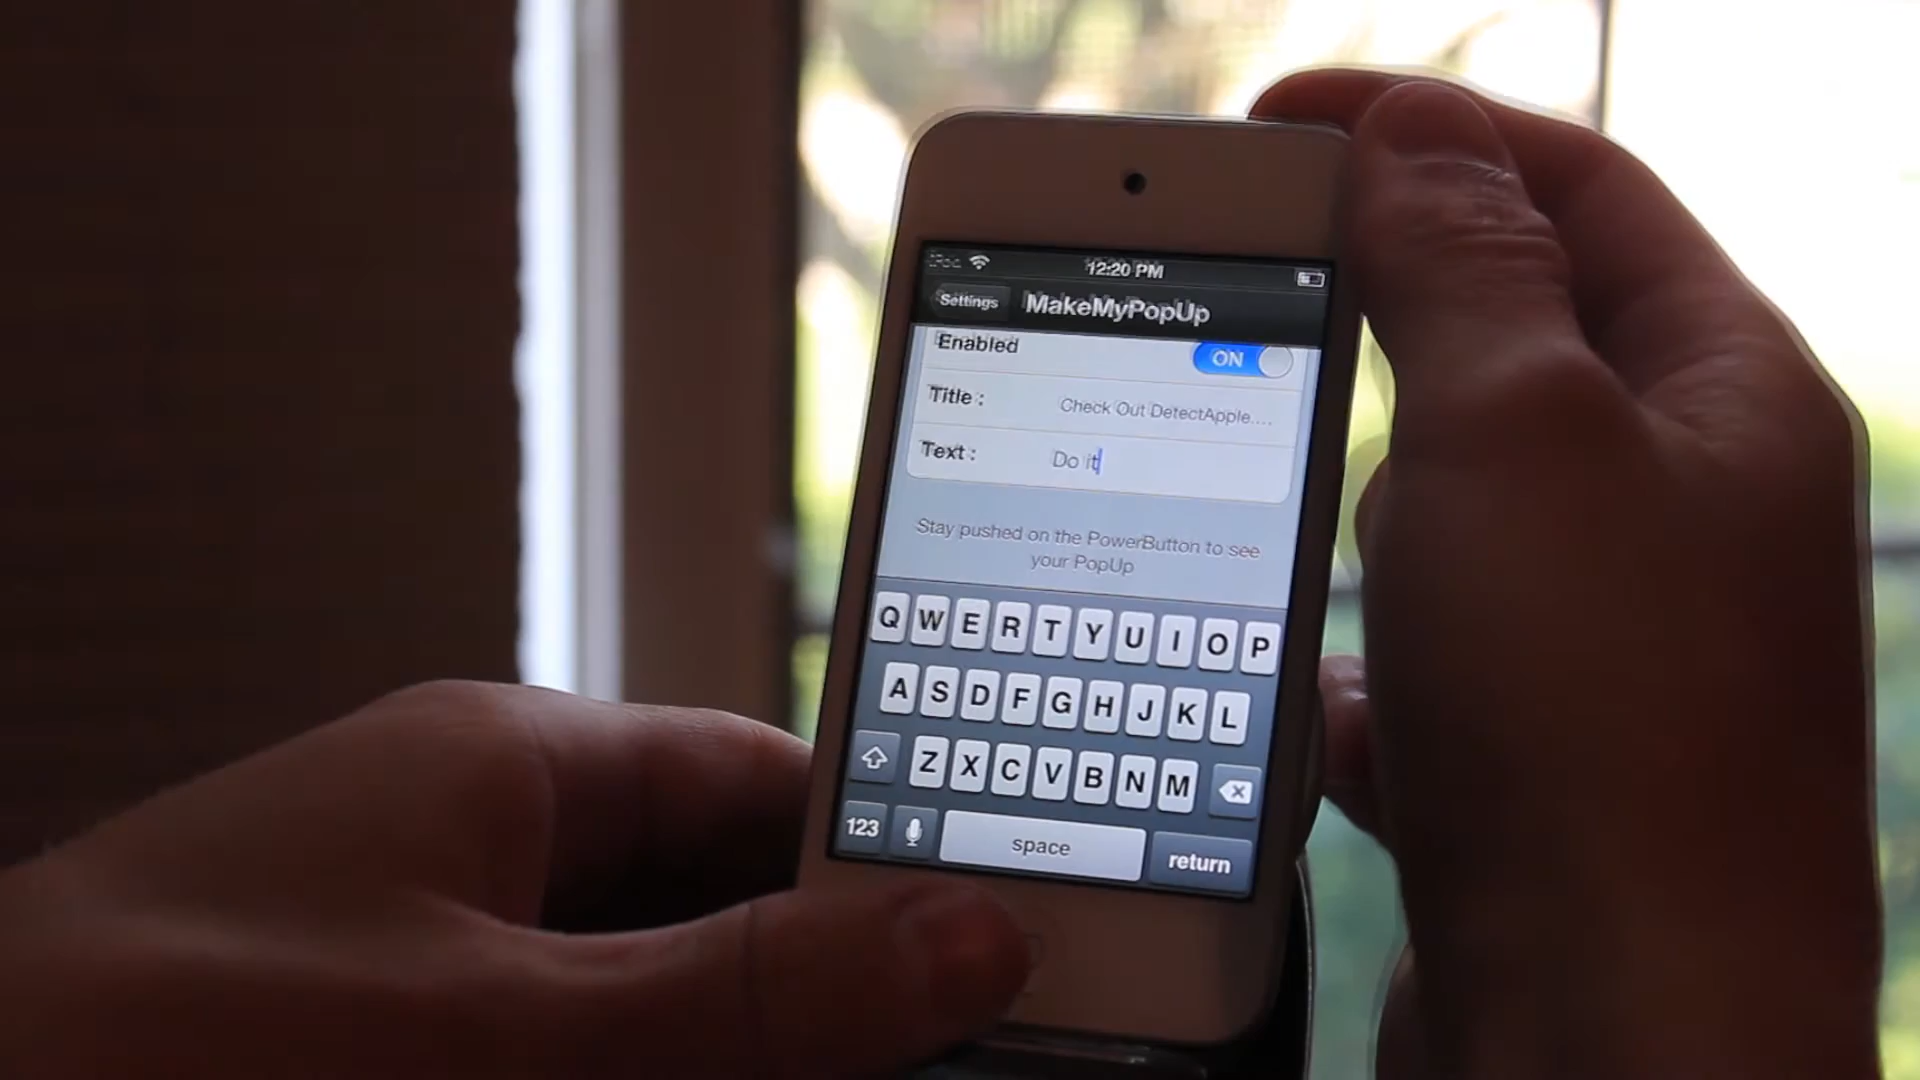 iPod 12:20 PM
Settings MakeMyPopUp
Enabled ON
Title : Check Out DetectApple....
Text : Do it
Stay pushed on the PowerButton to see
your PopUp
Q W E R T Y U I O P
A S D F G H J K L
Z X C V B N M
123 space return